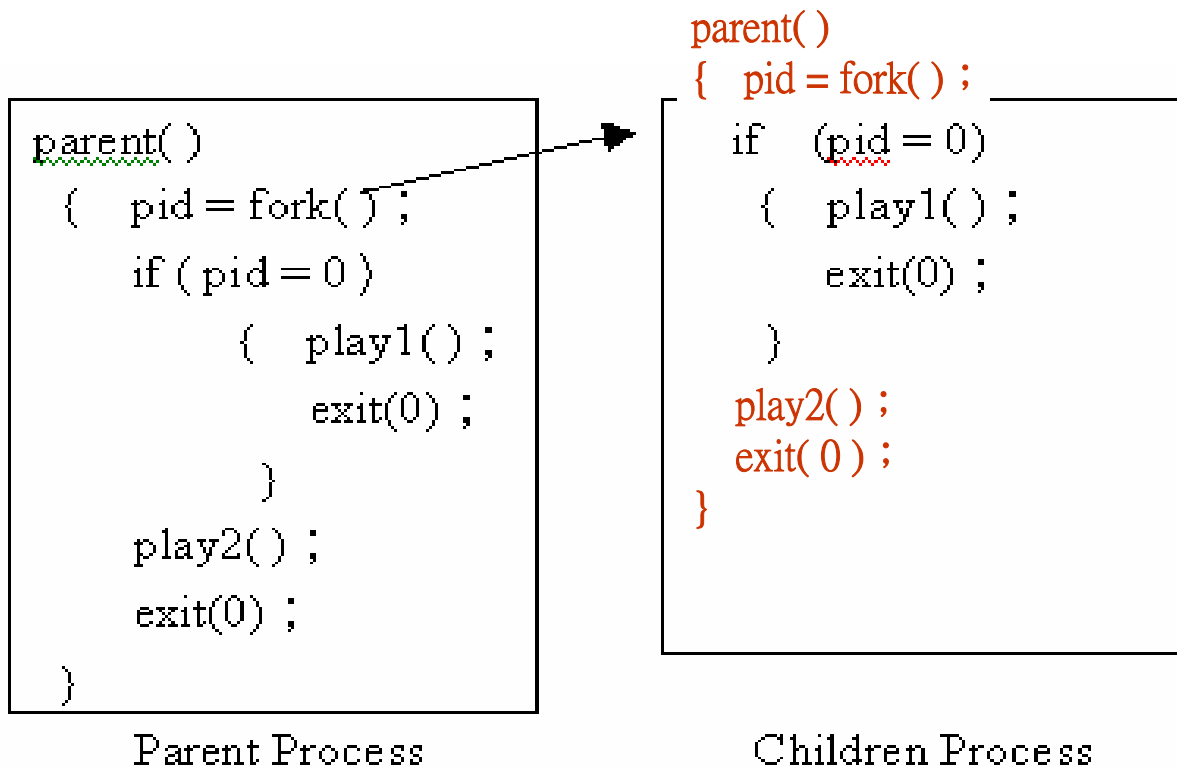 parent( )
{ pid = fork( ) ;
if ( pid = 0 )
{ play1( ) ;
exit(0) ;
}
play2( ) ;
exit(0) ;
}
Parent Process
parent( )
{ pid = fork( ) ;
if (pid = 0)
{ play1( ) ;
exit(0) ;
}
play2( ) ;
exit( 0 ) ;
}
Children Process